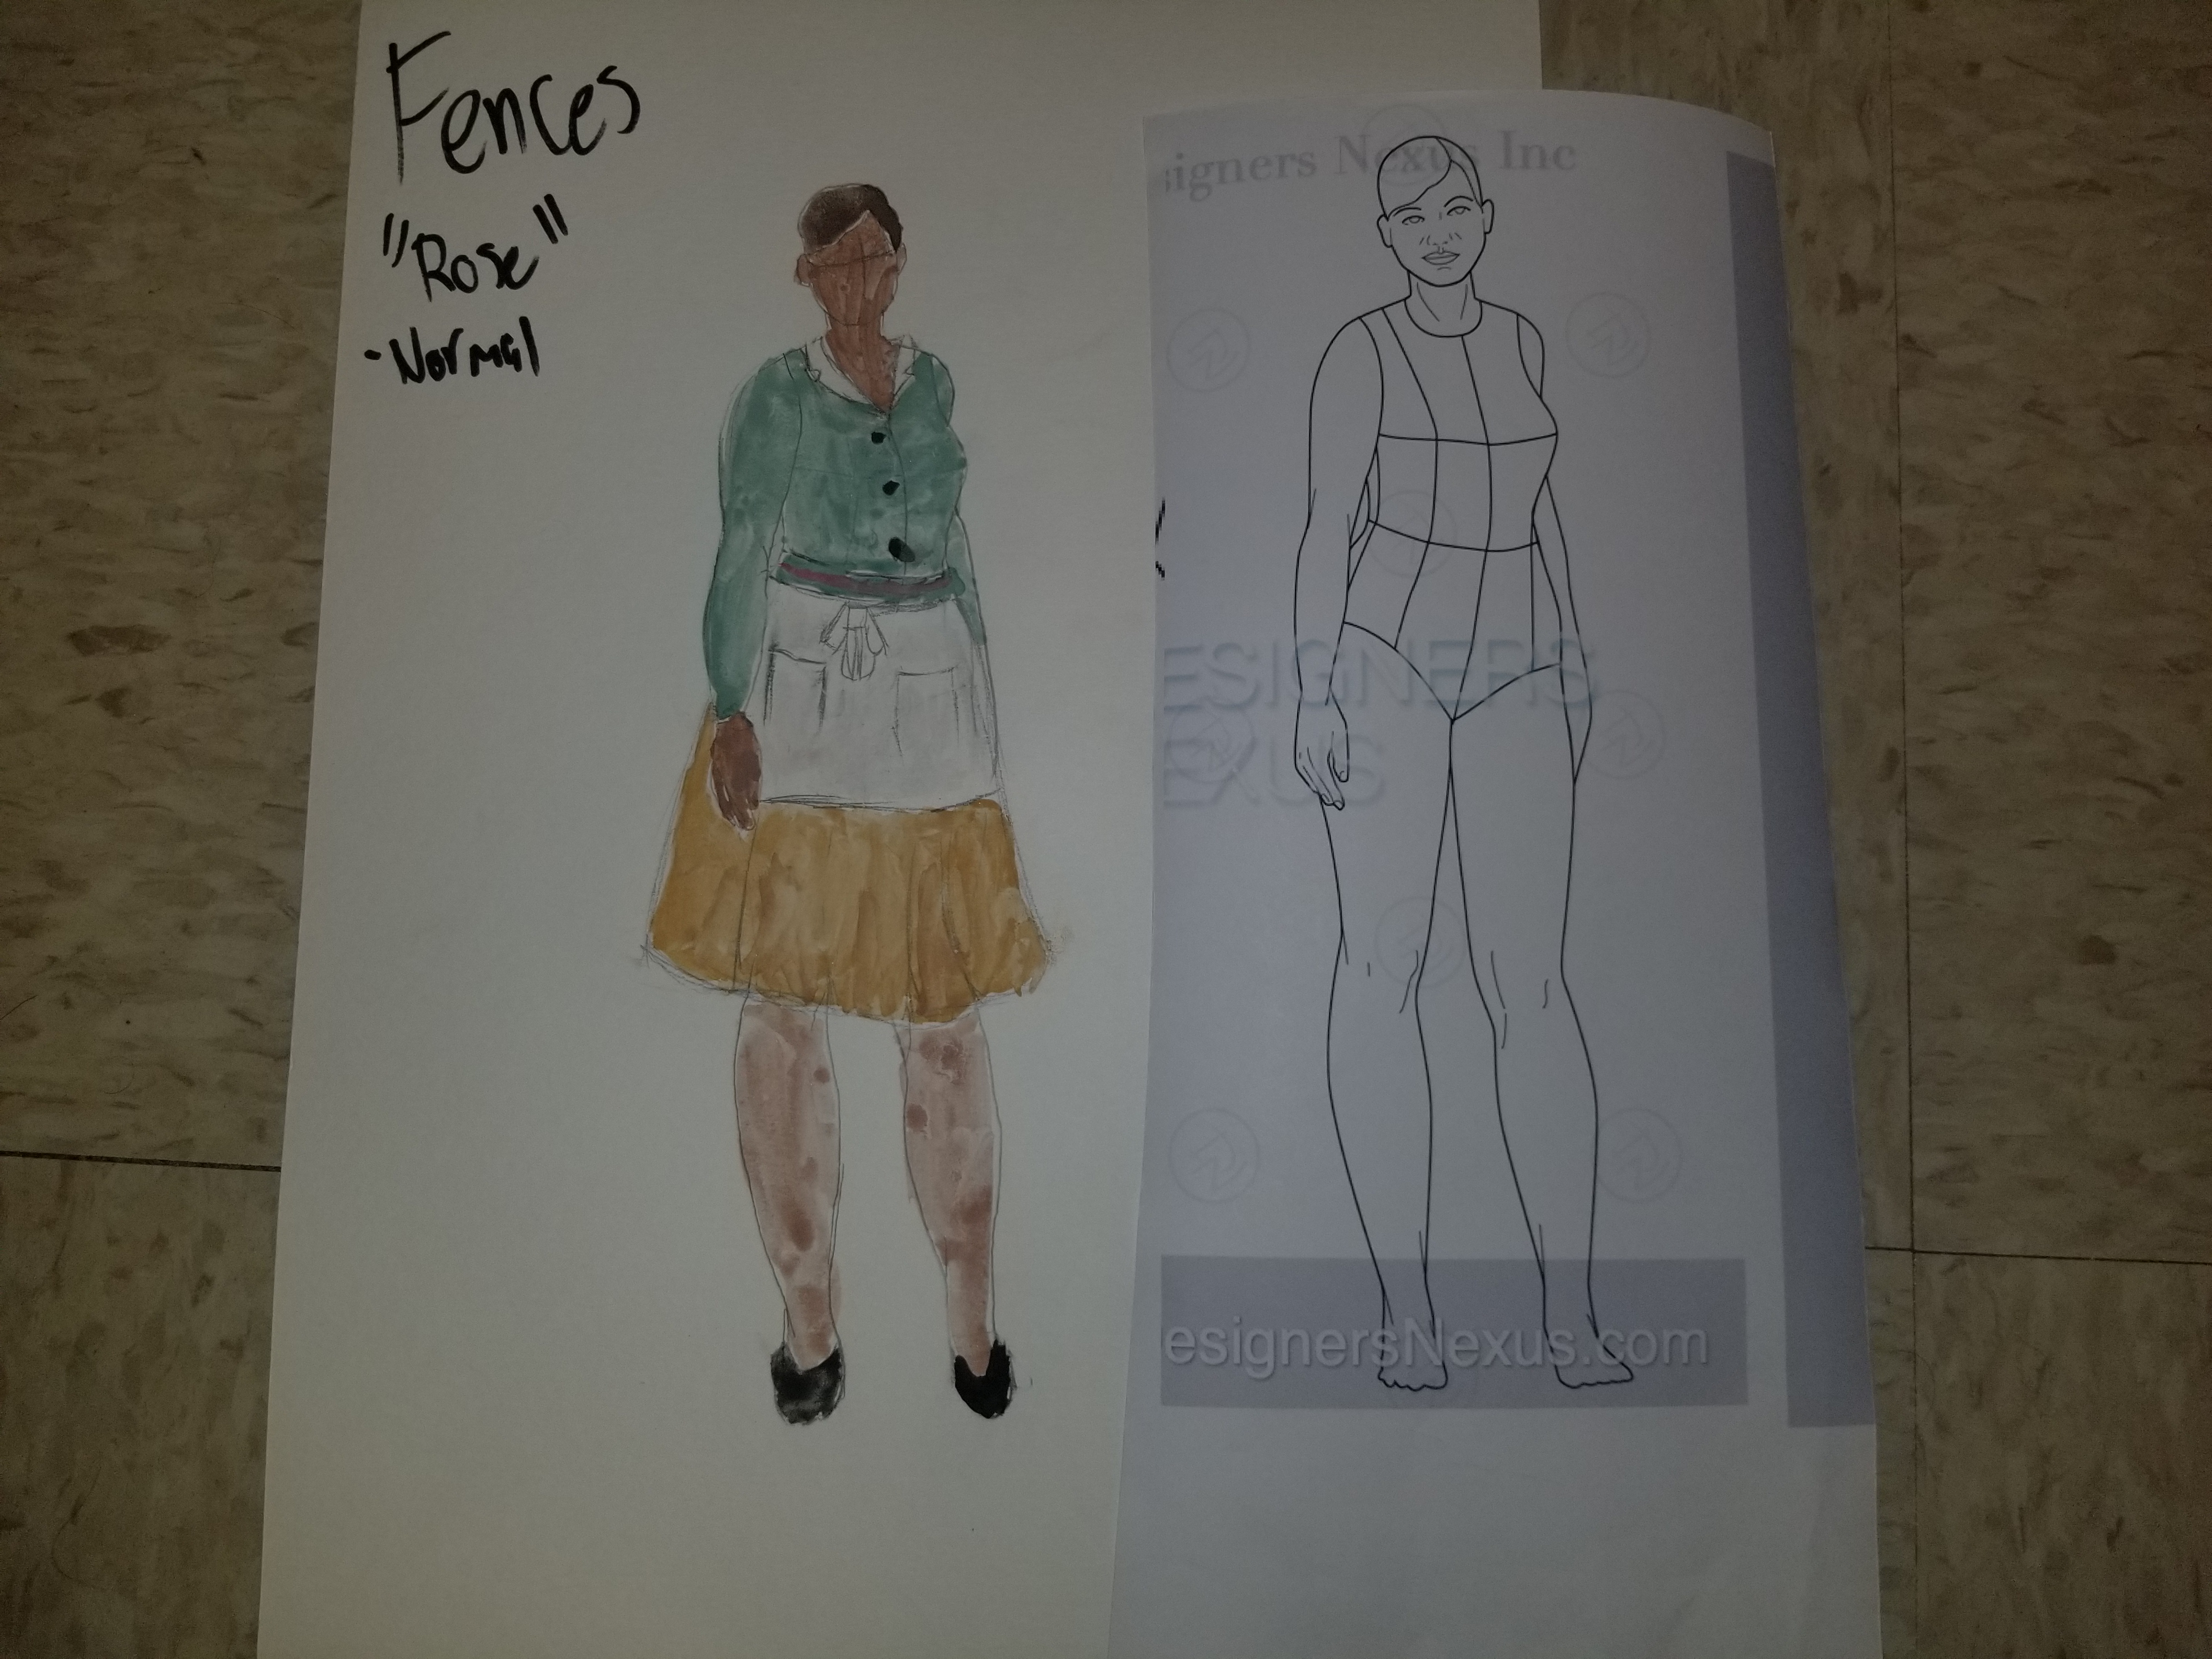 Fences
"Rose"
-Normal
signers Nexus Inc
ESIGNERS
EXUS
esignersNexus.com